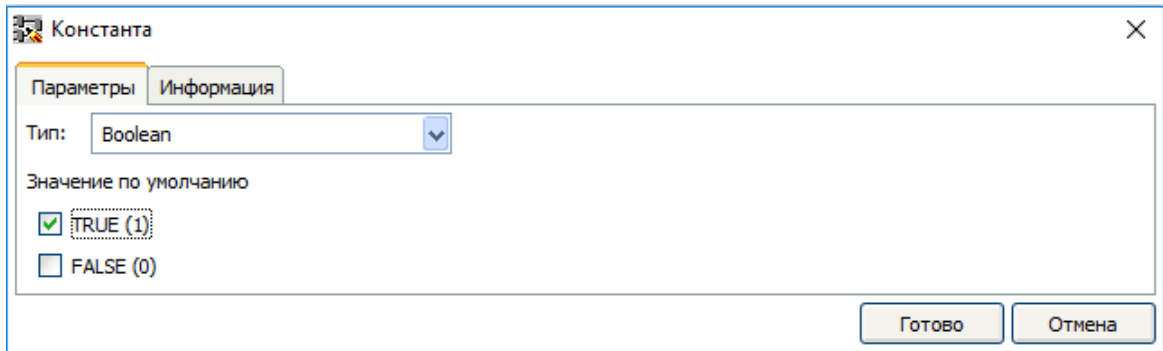 Константа
Параметры Информация
Тип: Boolean
Значение по умолчанию
TRUE (1)
FALSE (0)
Готово Отмена